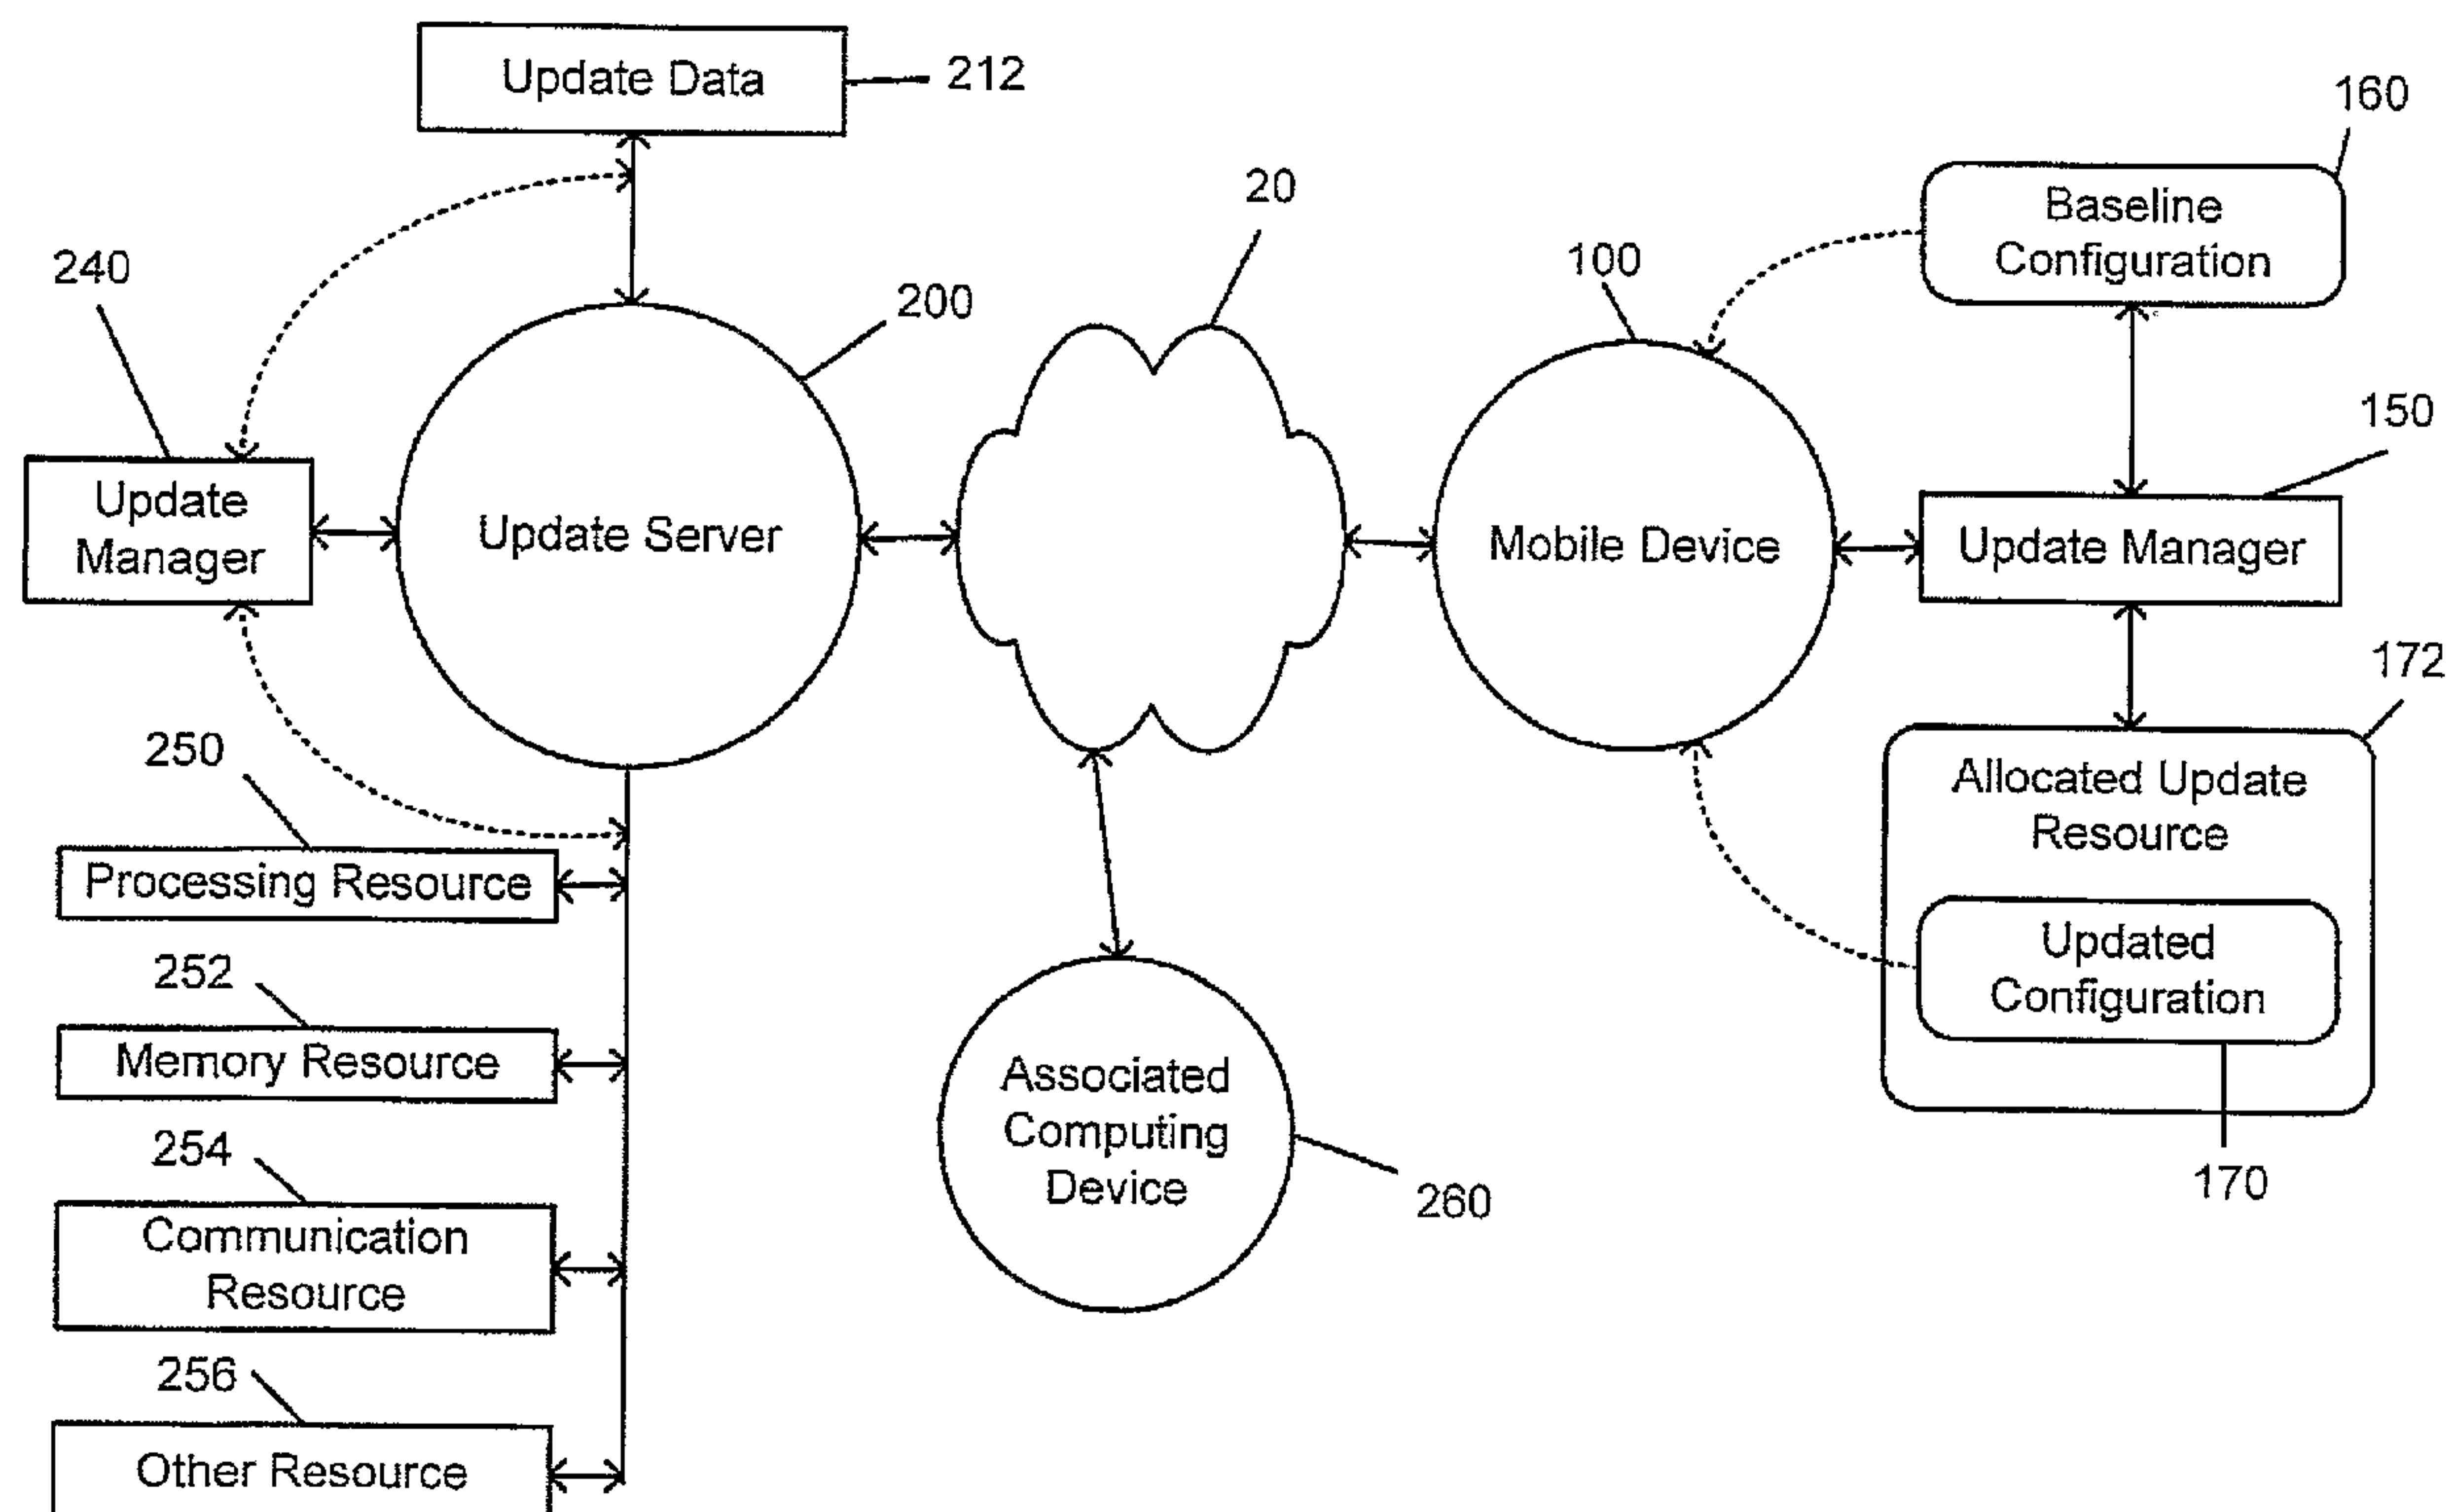 Update Data
212
160
20
Baseline
Configuration
240
100
200
150
Update
Manager
Update Server
Mobile Device
Update Manager
172
250
Allocated Update
Resource
Processing Resource
252
Updated
Configuration
Memory Resource
Associated
Computing
Device
254
170
260
Communication
Resource
256
Other Resource